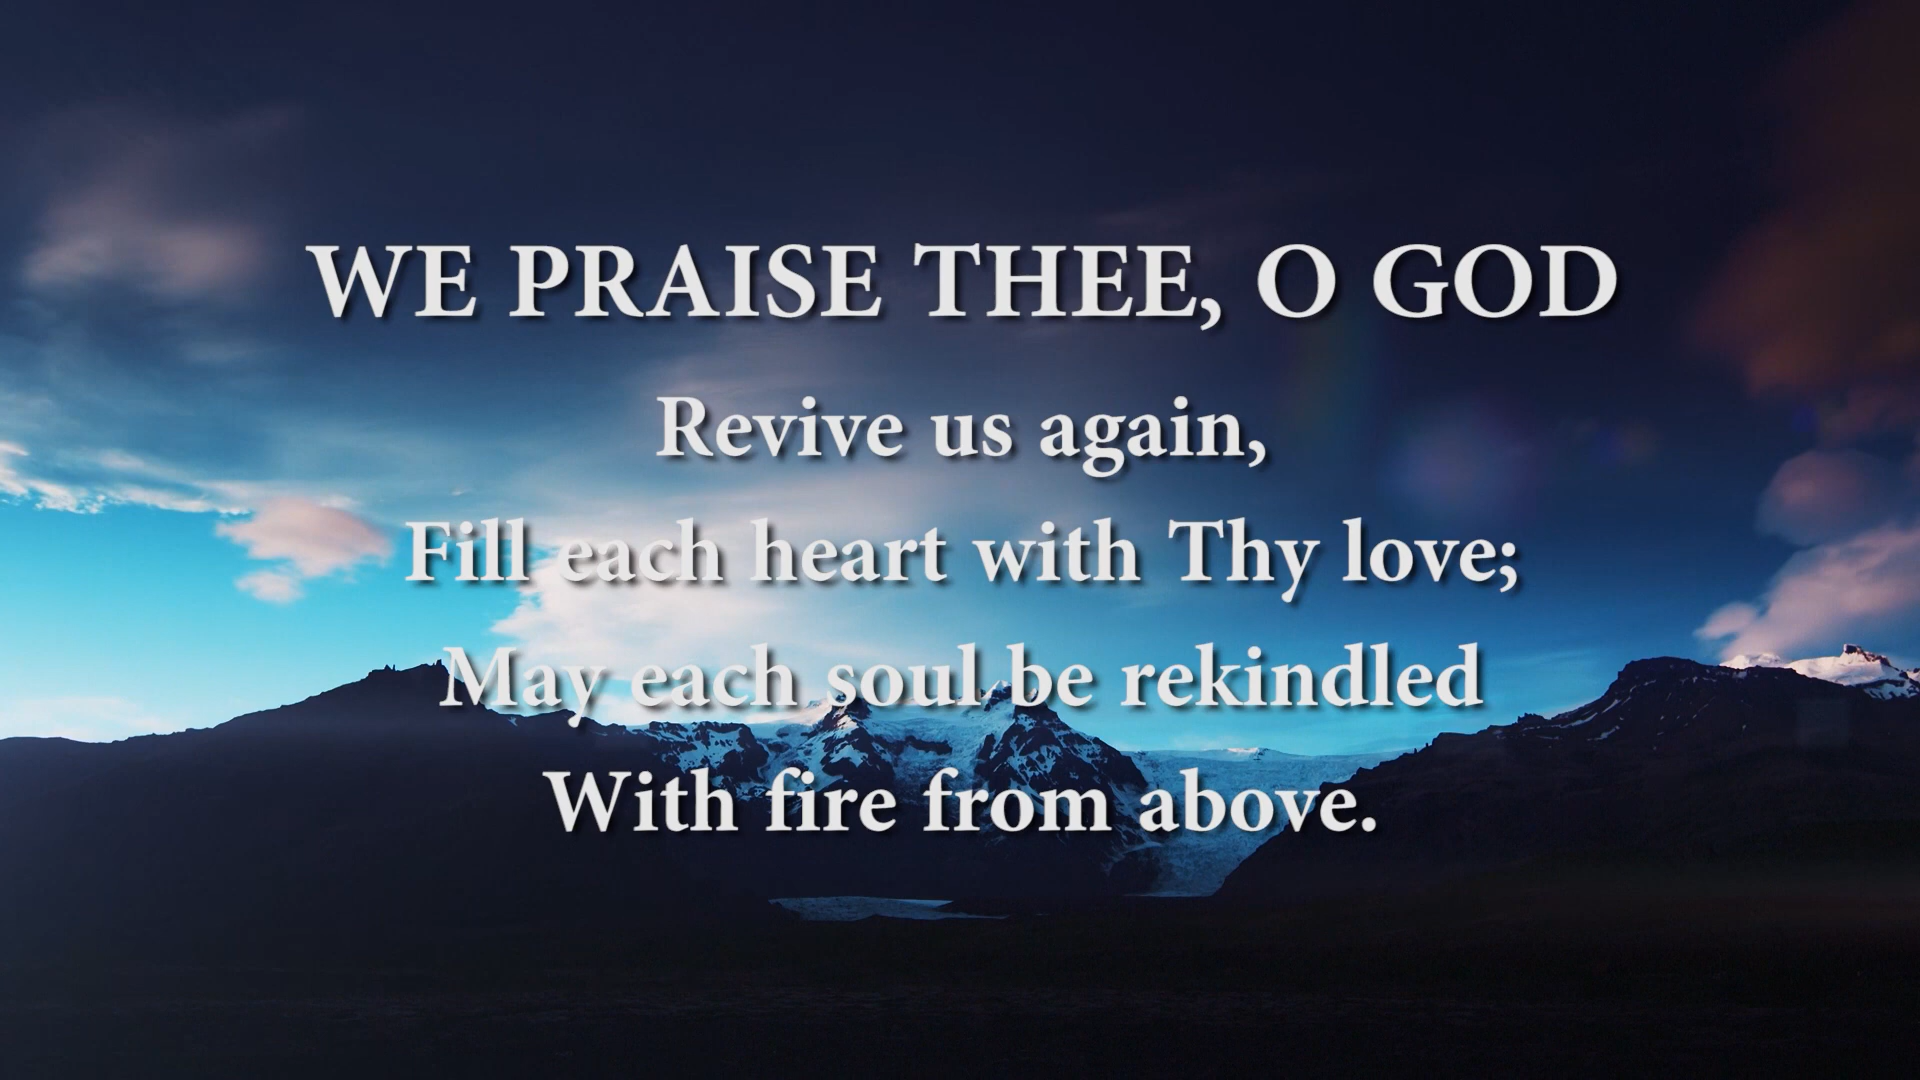 WE PRAISE THEE, O GOD
Revive us again,
Fill each heart with Thy love;
May each soul be rekindled
With fire from above.